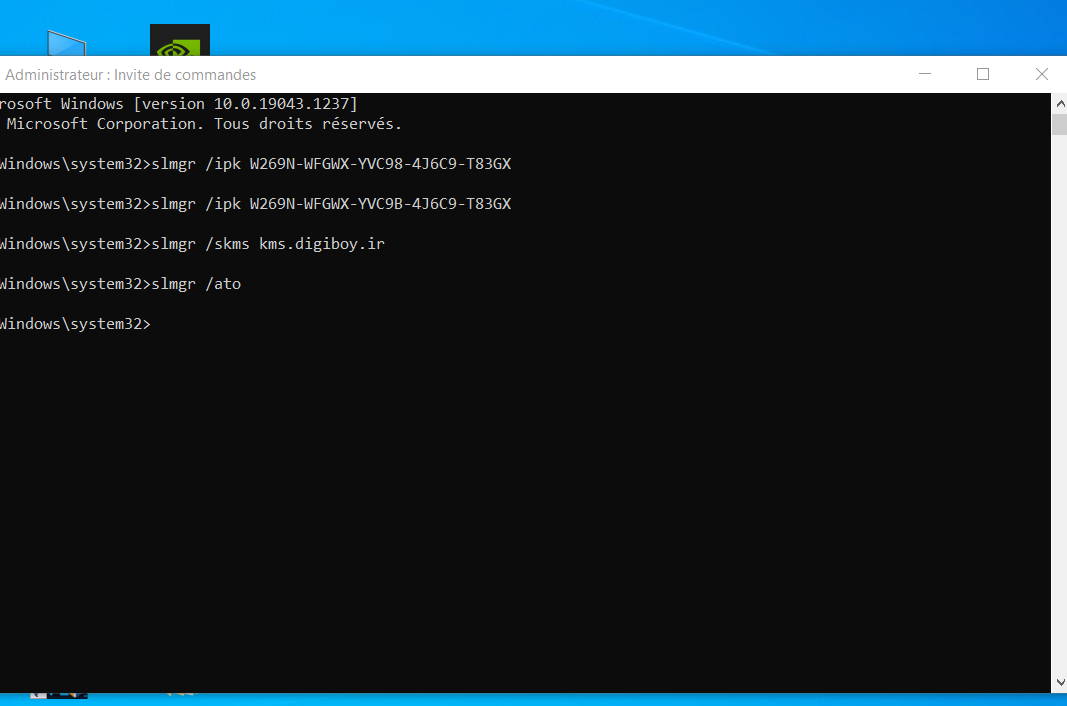 Administrateur : Invite de commandes
rosoft Windows [version 10.0.19043.1237]
Microsoft Corporation. Tous droits réservés.
Windows\system32>slmgr /ipk W269N-WFGWX-YVC98-4J6C9-T83GX
Windows\system32>slmgr /ipk W269N-WFGWX-YVC9B-4J6C9-T83GX
Windows\system32>slmgr /skms kms.digiboy.ir
Windows\system32>slmgr /ato
Windows\system32>